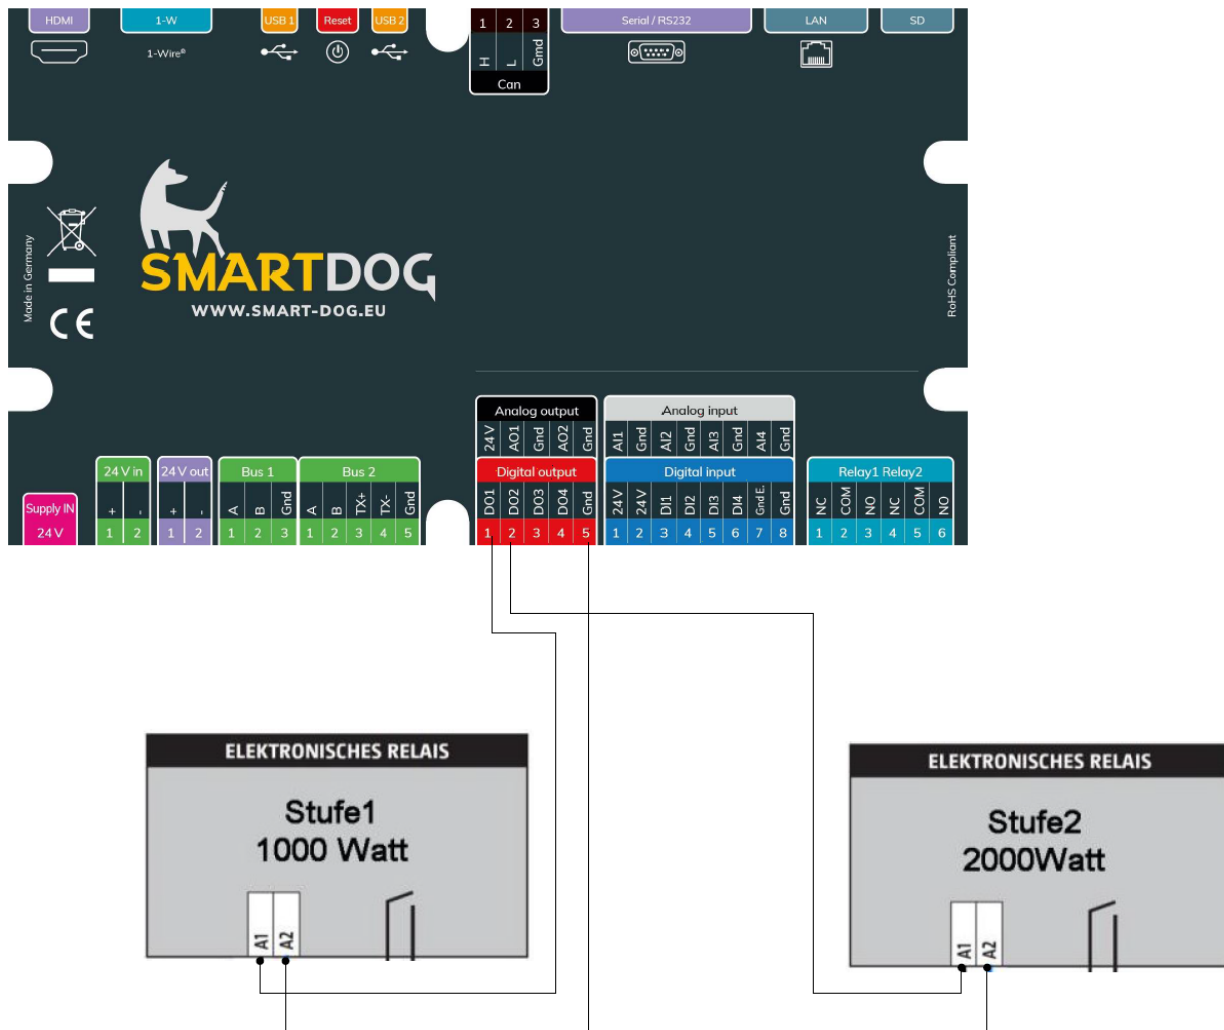 HDMI
1-W
USB 1
Reset
USB 2
1 2 3
Serial / RS232
LAN
SD
1-Wire®
H L Gmd
Can
Made in Germany
CE
SMARTDOG
WWW.SMART-DOG.EU
RoHS Compliant
Analog output
Analog input
24V AO1 Gnd AO2 Gnd
AI1 Gnd AI2 Gnd AI3 Gnd AI4 Gnd
24 V in
24 V out
Bus 1
Bus 2
Digital output
Digital input
Relay1 Relay2
Supply IN
+ -
+ -
A B Gnd
A B TX+ TX- Gnd
DO1 DO2 DO3 DO4 Gnd
24V 24V DI1 DI2 DI3 DI4 Gnd E. Gnd
NC COM NO NC COM NO
24 V
1 2
1 2
1 2 3
1 2 3 4 5
1 2 3 4 5
1 2 3 4 5 6 7 8
1 2 3 4 5 6
ELEKTRONISCHES RELAIS
Stufe1
1000 Watt
A1 A2
ELEKTRONISCHES RELAIS
Stufe2
2000Watt
A1 A2